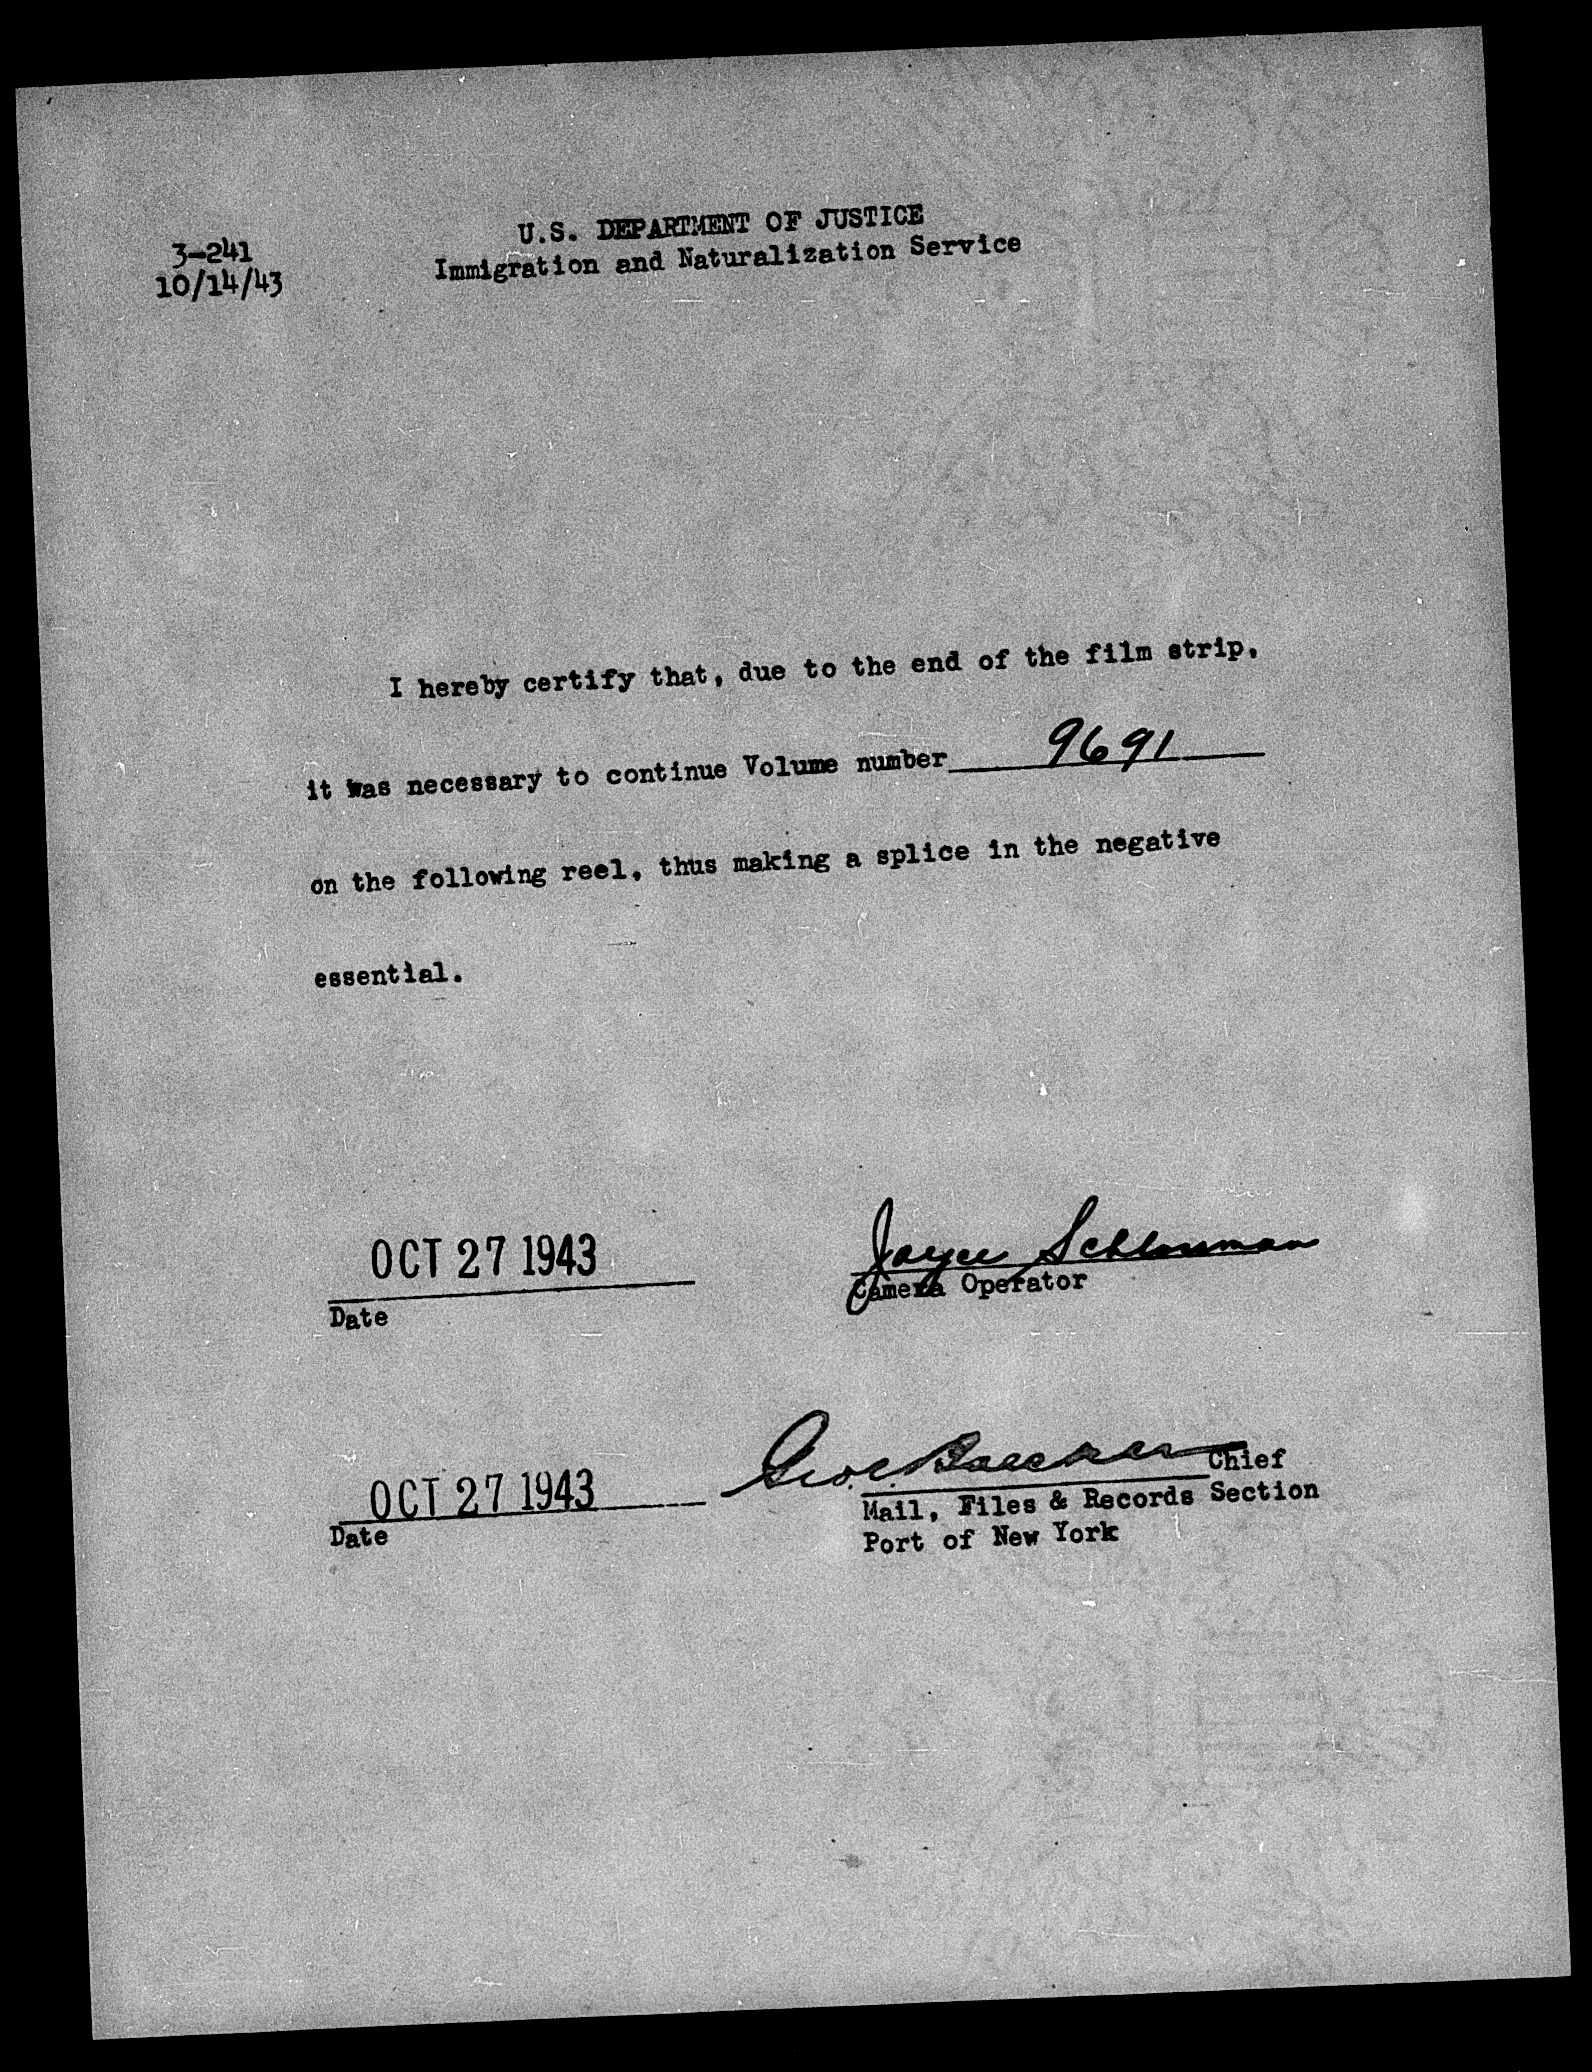 U.S. DEPARTMENT OF JUSTICE
3-241
Immigration and Naturalization Service
10/14/43
I hereby certify that, due to the end of the film strip,
it was necessary to continue Volume number 9691
on the following reel, thus making a splice in the negative
essential.
OCT 27 1943
Joyce Schlossman
Date
Camera Operator
OCT 27 1943
Geo. Chief
Date
Mail, Files & Records Section
Port of New York